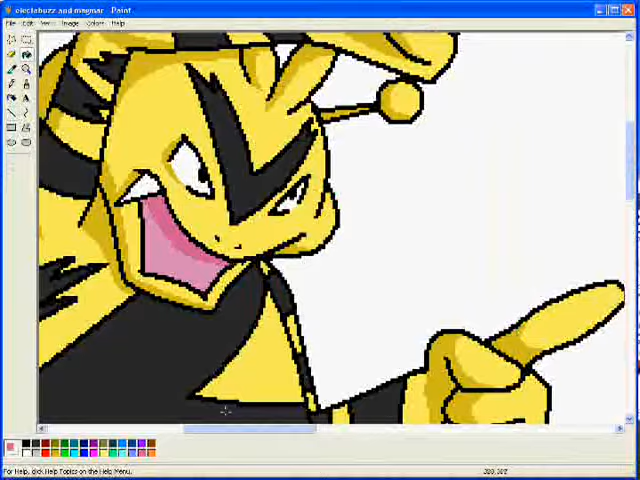 electabuzz and magmar - Paint
File Edit View Image Colors Help
A
For Help, click Help Topics on the Help Menu.